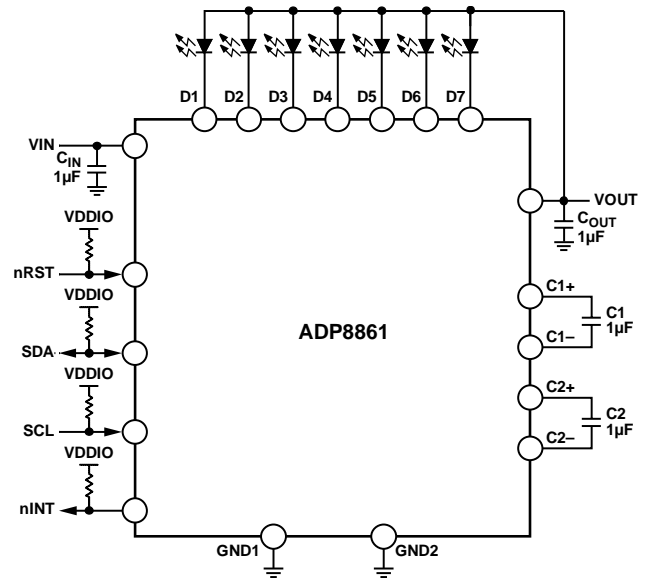 D1 D2 D3 D4 D5 D6 D7
VIN
CIN
1µF
VOUT
COUT
1µF
VDDIO
nRST
VDDIO
SDA
VDDIO
SCL
VDDIO
nINT
ADP8861
C1+
C1
1µF
C1–
C2+
C2
1µF
C2–
GND1
GND2